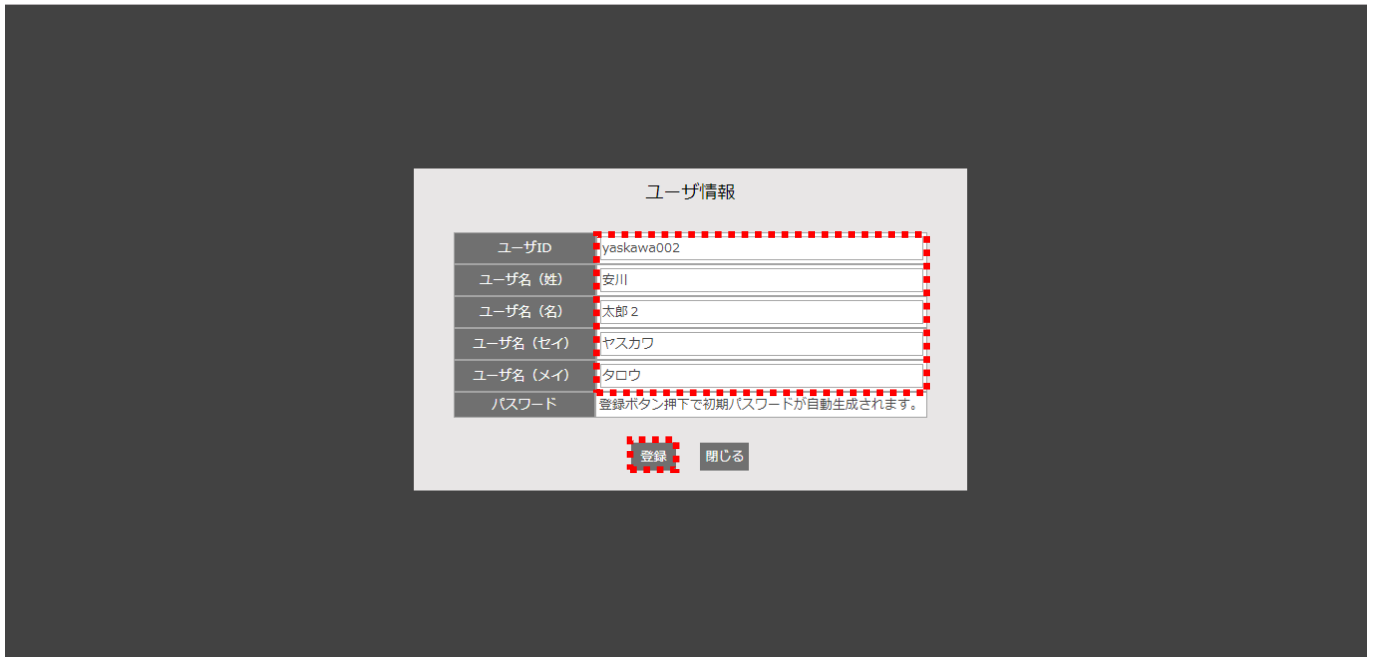 ユーザ情報
ユーザID yaskawa002
ユーザ名（姓） 安川
ユーザ名（名） 太郎２
ユーザ名（セイ） ヤスカワ
ユーザ名（メイ） タロウ
パスワード 登録ボタン押下で初期パスワードが自動生成されます。
登録 閉じる